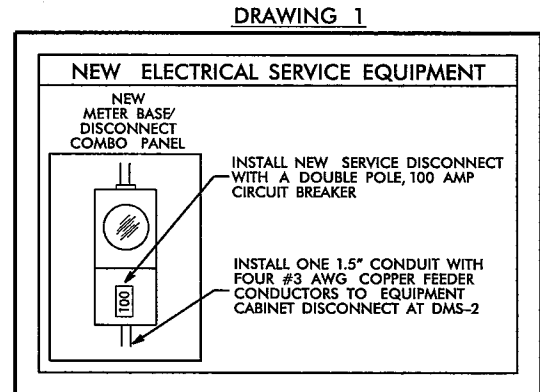 DRAWING 1
NEW ELECTRICAL SERVICE EQUIPMENT
NEW
METER BASE/
DISCONNECT
COMBO PANEL
INSTALL NEW SERVICE DISCONNECT
WITH A DOUBLE POLE, 100 AMP
CIRCUIT BREAKER
100
INSTALL ONE 1.5" CONDUIT WITH
FOUR #3 AWG COPPER FEEDER
CONDUCTORS TO EQUIPMENT
CABINET DISCONNECT AT DMS-2